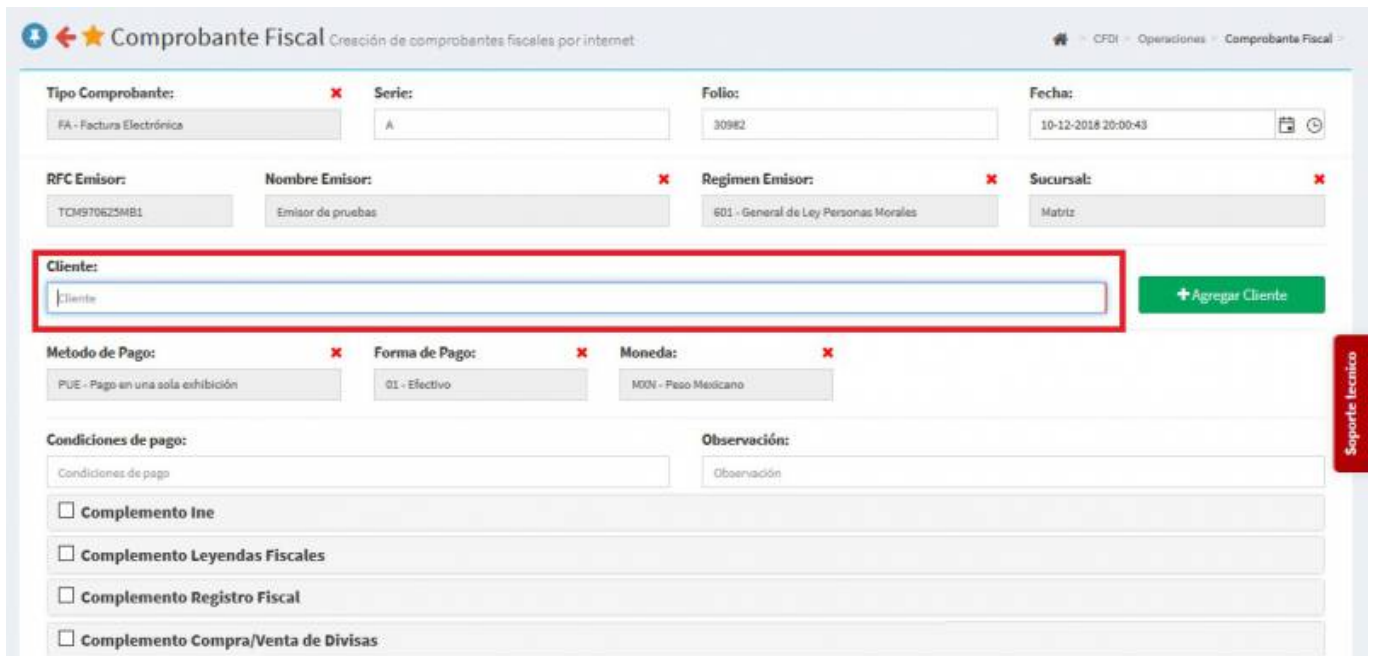 Comprobante Fiscal Creación de comprobantes fiscales por internet
CFDI Operaciones Comprobante Fiscal
Tipo Comprobante: Serie: Folio: Fecha:
FA - Factura Electrónica A 30982 10-12-2018 20:00:43
RFC Emisor: Nombre Emisor: Regimen Emisor: Sucursal:
TCM970625MB1 Emisor de pruebas 601 - General de Ley Personas Morales Matriz
Cliente:
Cliente
+Agregar Cliente
Metodo de Pago: Forma de Pago: Moneda:
PUE - Pago en una sola exhibición 01 - Efectivo MXN - Peso Mexicano
Soporte tecnico
Condiciones de pago: Observación:
Condiciones de pago Observación
Complemento Ine
Complemento Leyendas Fiscales
Complemento Registro Fiscal
Complemento Compra/Venta de Divisas